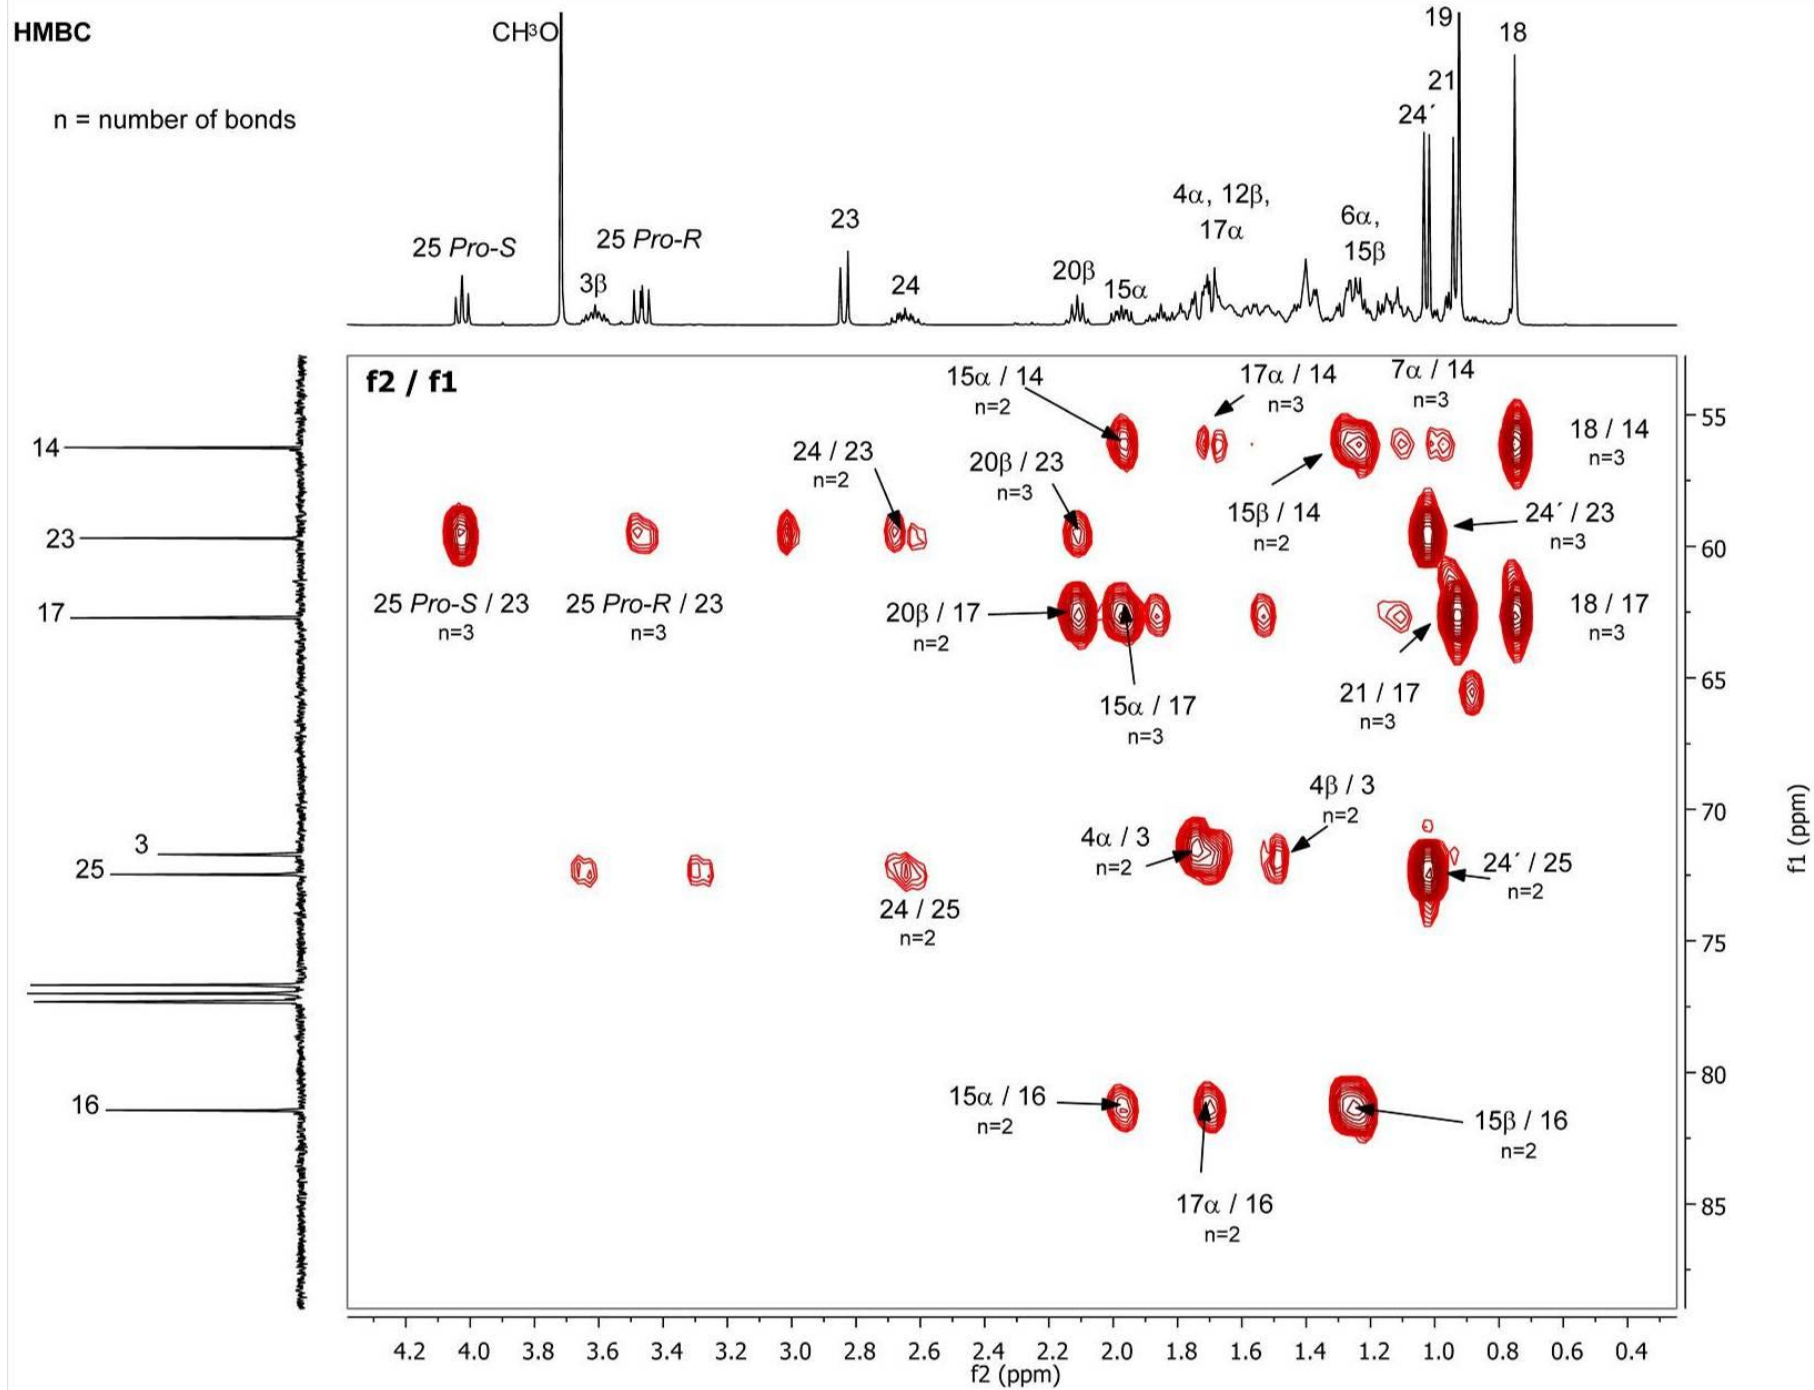 HMBC
n = number of bonds
CH³O
19
18
21
24´
4α, 12β,
17α
6α,
15β
25 Pro-S
25 Pro-R
3β
23
24
20β
15α
f2 / f1
14
23
17
3
25
16
15α / 14
n=2
17α / 14
n=3
7α / 14
n=3
18 / 14
n=3
24 / 23
n=2
20β / 23
n=3
15β / 14
n=2
24´ / 23
n=3
25 Pro-S / 23
n=3
25 Pro-R / 23
n=3
20β / 17
n=2
18 / 17
n=3
15α / 17
n=3
21 / 17
n=3
4β / 3
n=2
4α / 3
n=2
24´ / 25
n=2
24 / 25
n=2
15α / 16
n=2
15β / 16
n=2
17α / 16
n=2
55
60
65
70
75
80
85
f1 (ppm)
4.2 4.0 3.8 3.6 3.4 3.2 3.0 2.8 2.6 2.4 2.2 2.0 1.8 1.6 1.4 1.2 1.0 0.8 0.6 0.4
f2 (ppm)